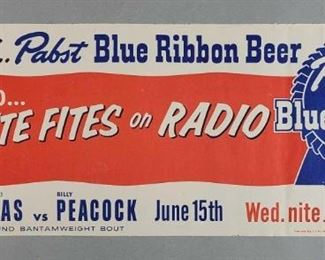 Pabst Blue Ribbon Beer
TE FITES on RADIO
Blue
BILLY
AS vs PEACOCK June 15th Wed. nite.
UND BANTAMWEIGHT BOUT